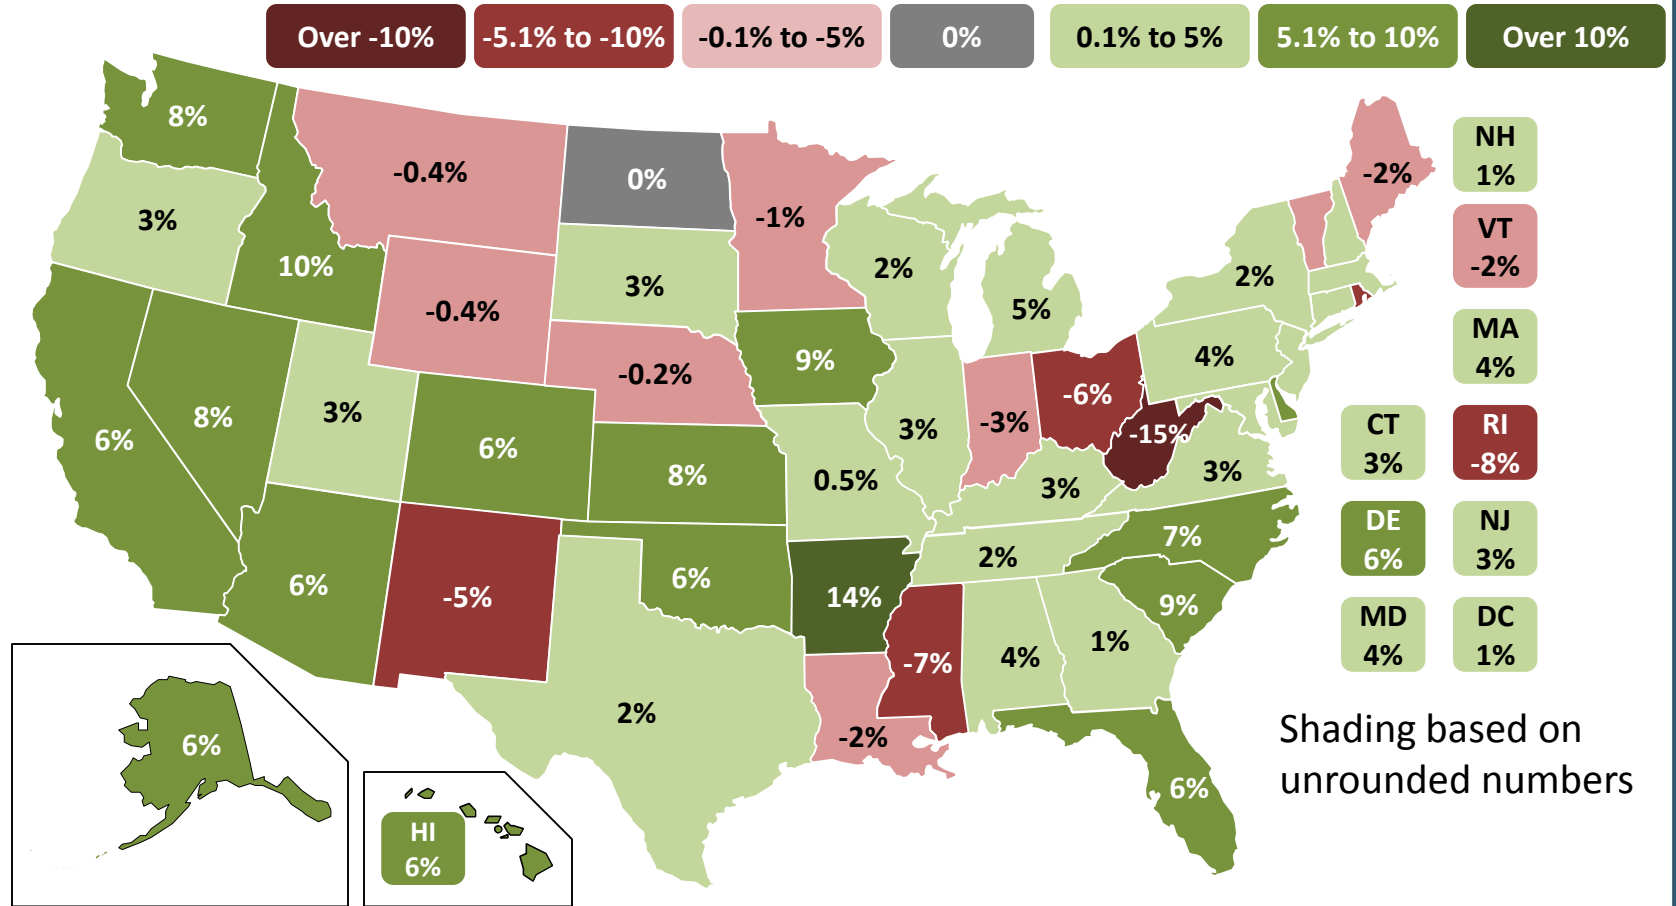 Over -10%
-5.1% to -10%
-0.1% to -5%
0%
0.1% to 5%
5.1% to 10%
Over 10%
8%
-0.4%
0%
-1%
3%
10%
-0.4%
3%
2%
5%
2%
-2%
NH
1%
VT
-2%
MA
4%
6%
8%
3%
6%
-0.2%
9%
3%
-3%
-6%
4%
-15%
3%
CT
3%
RI
-8%
8%
0.5%
3%
DE
6%
NJ
3%
6%
-5%
6%
14%
2%
7%
9%
MD
4%
DC
1%
2%
-2%
-7%
4%
1%
6%
6%
HI
6%
Shading based on
unrounded numbers